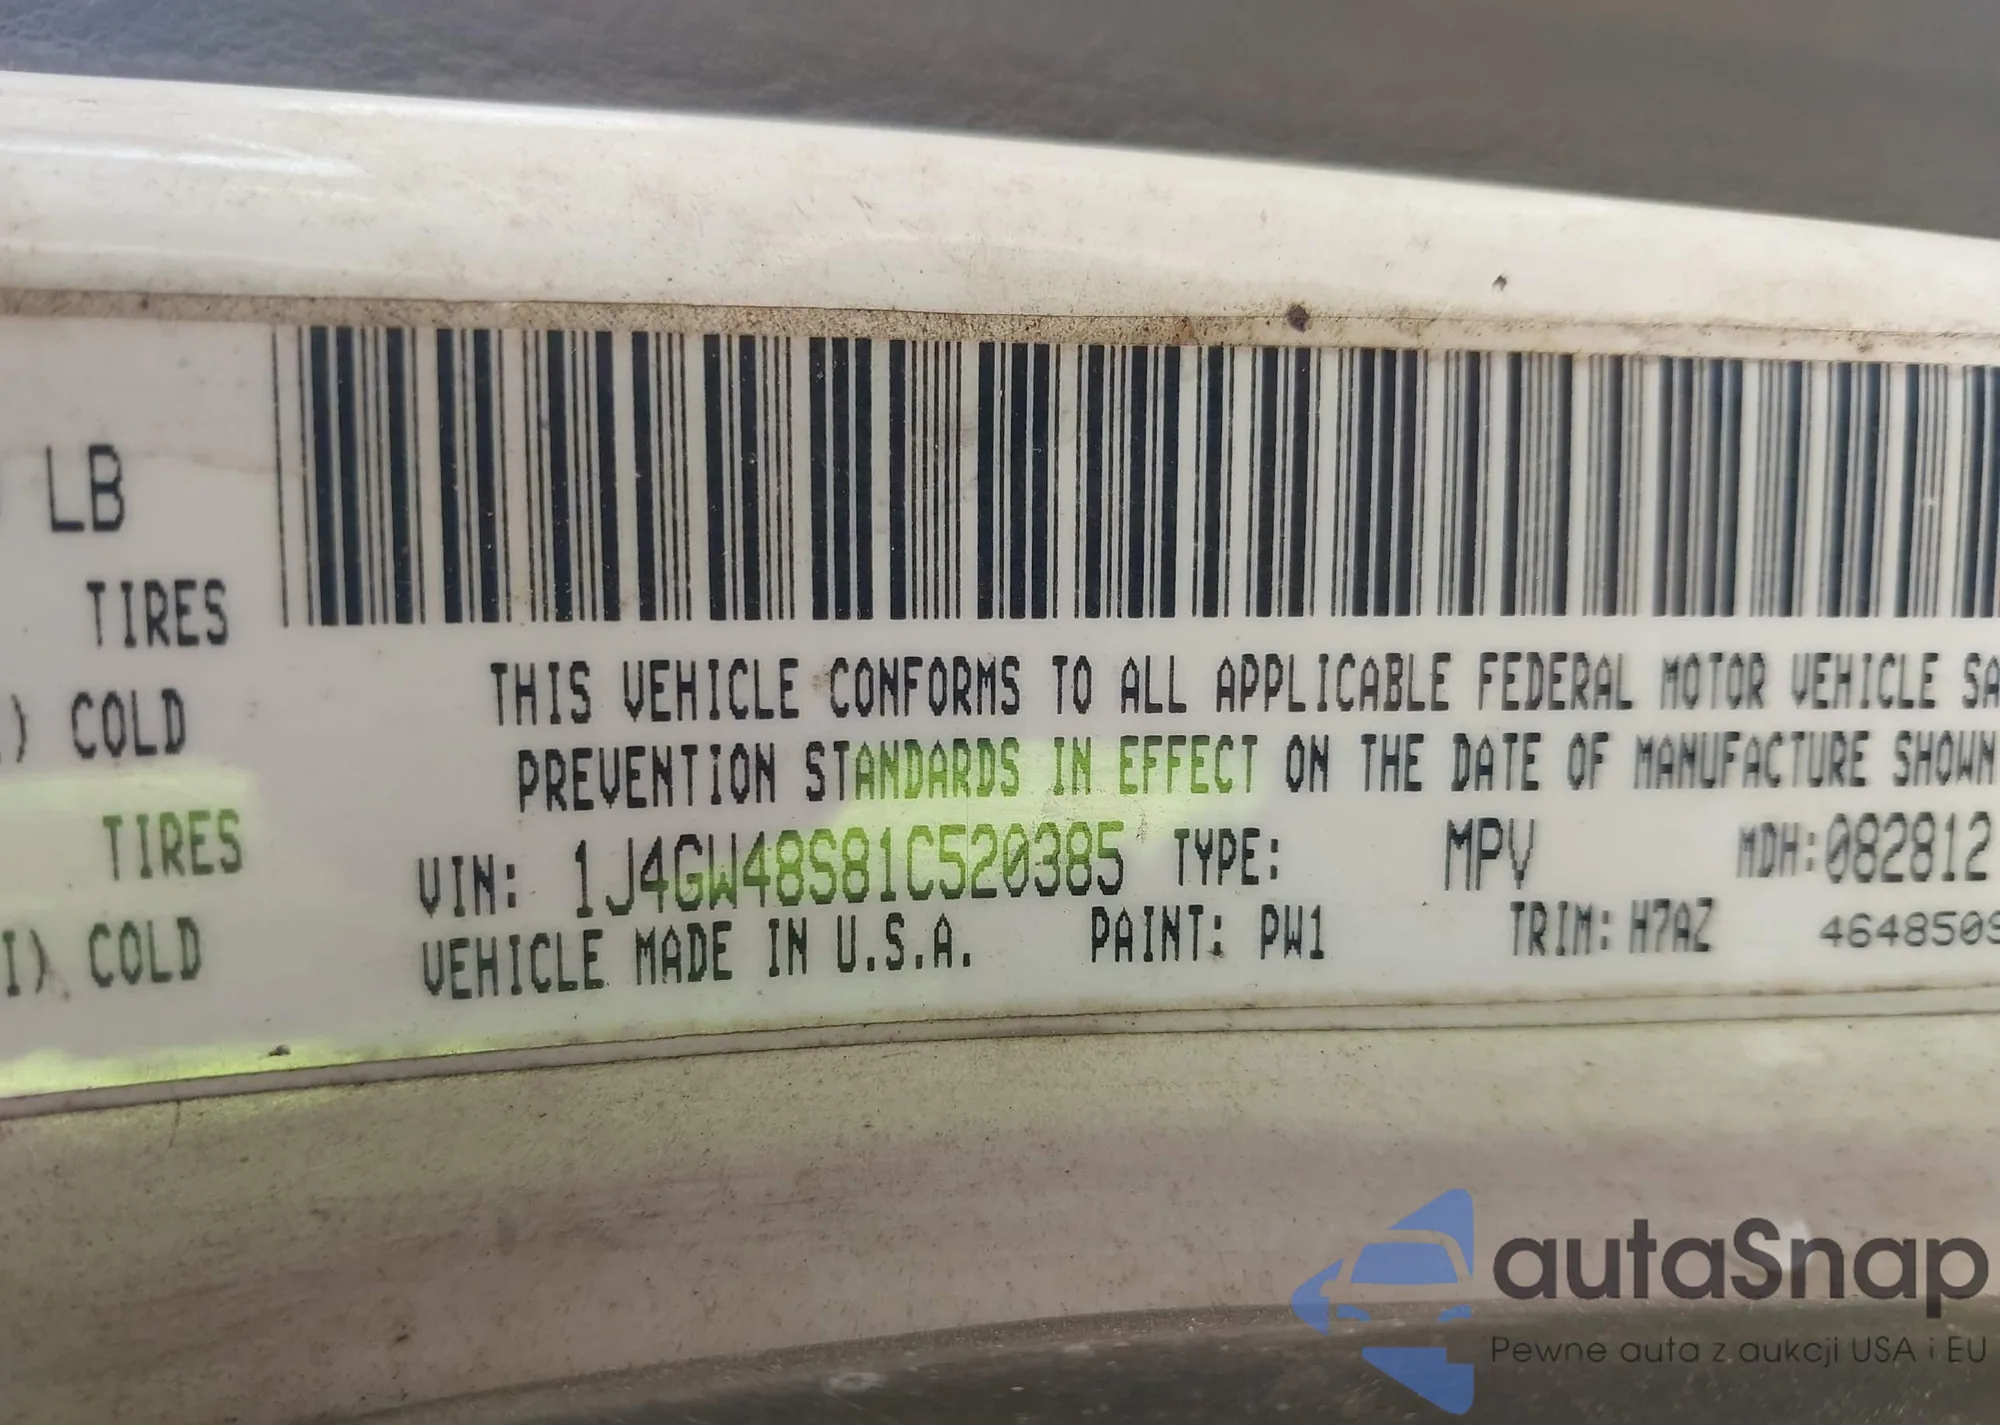 LB
TIRES
) COLD
TIRES
I) COLD
THIS VEHICLE CONFORMS TO ALL APPLICABLE FEDERAL MOTOR VEHICLE SA
PREVENTION STANDARDS IN EFFECT ON THE DATE OF MANUFACTURE SHOWN
VIN: 1J4GW48S81C520385 TYPE: MPV MDH:082812
VEHICLE MADE IN U.S.A. PAINT: PW1 TRIM: H7AZ 4648509
autaSnap
Pewne auta z aukcji USA i EU